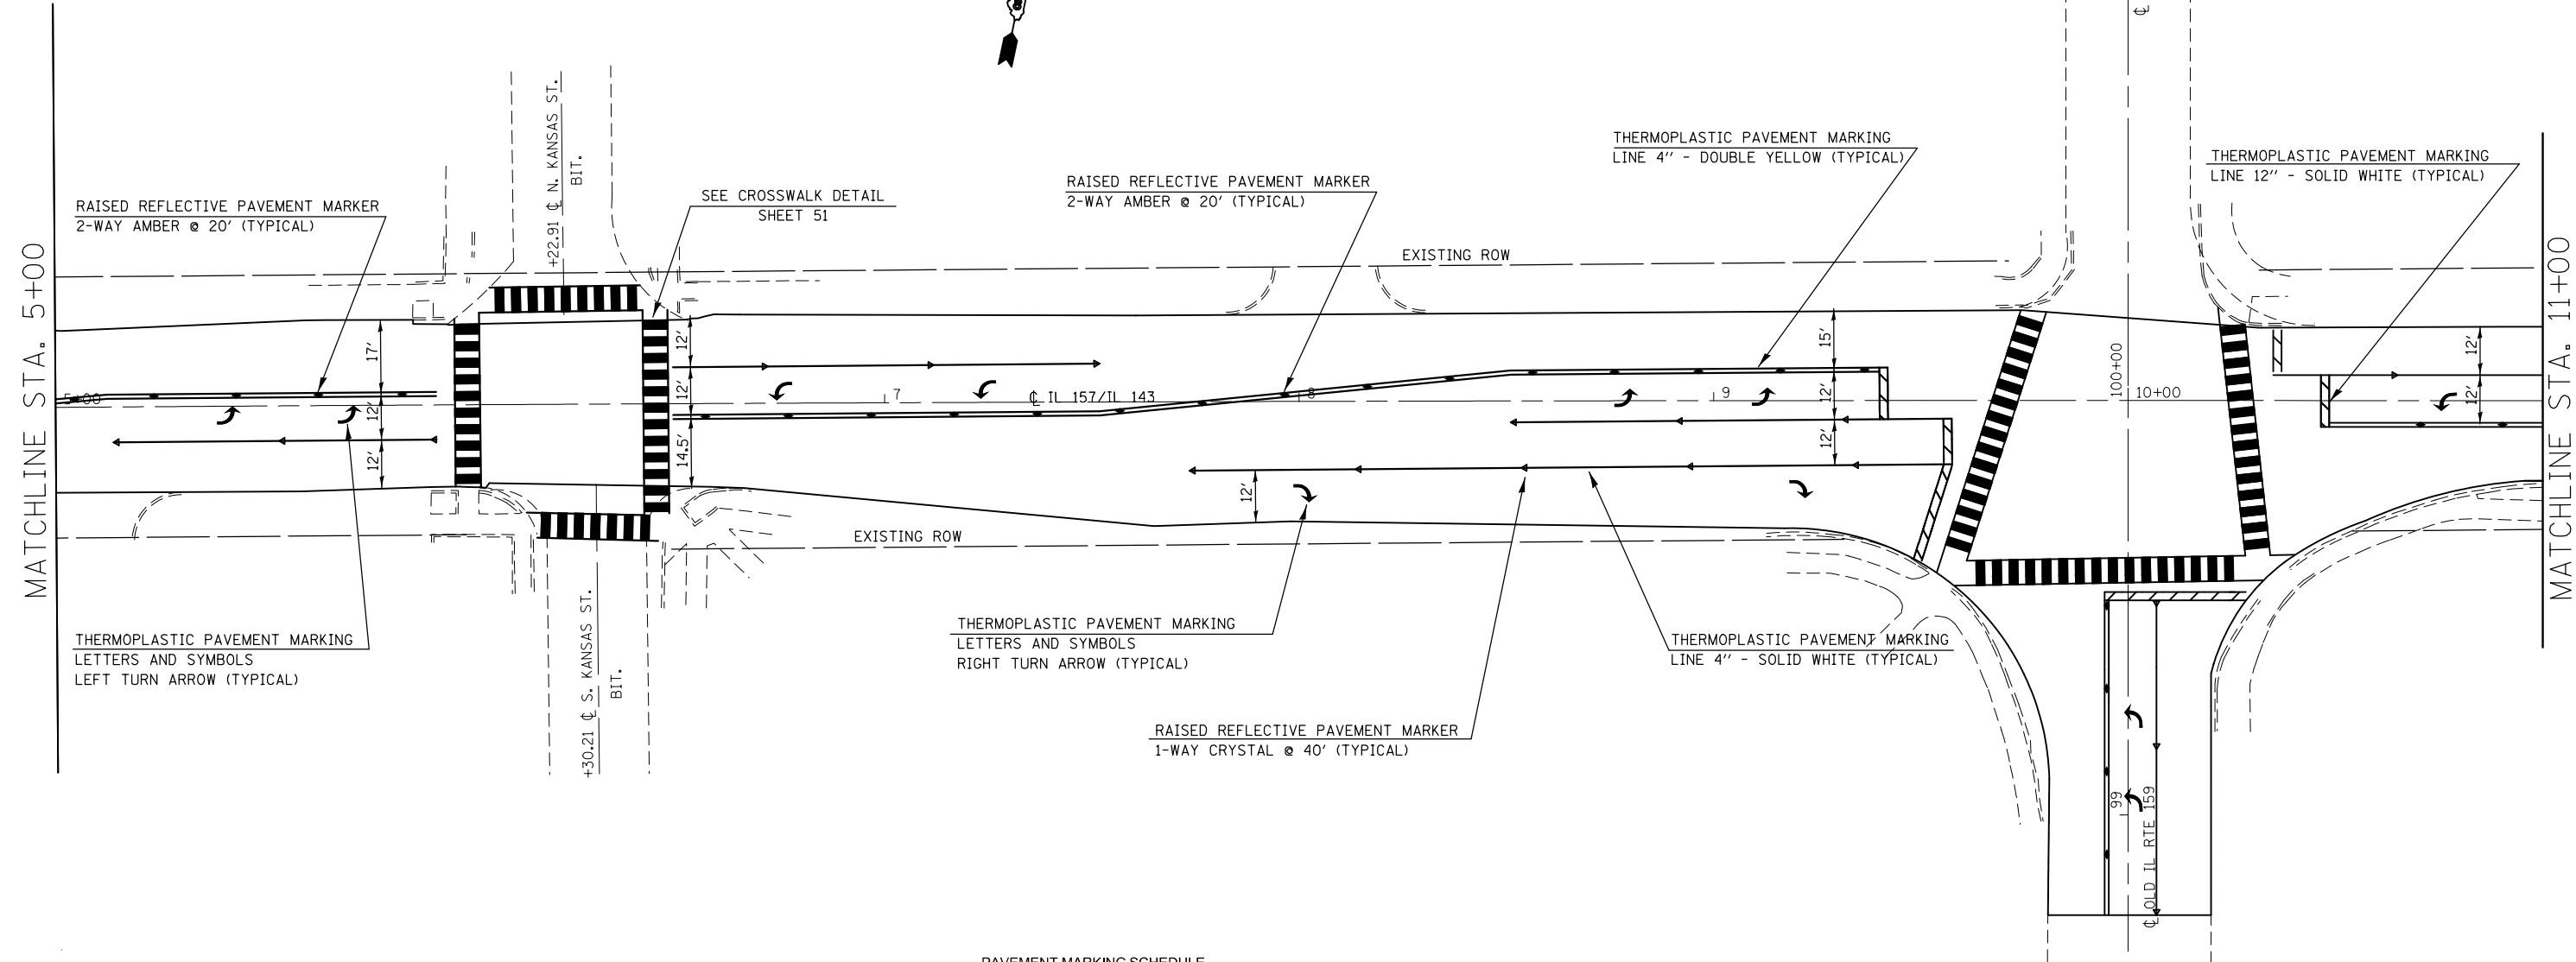 MATCHLINE STA. 5+00
RAISED REFLECTIVE PAVEMENT MARKER
2-WAY AMBER @ 20' (TYPICAL)
+22.91 ℄ N. KANSAS ST.
BIT.
SEE CROSSWALK DETAIL
SHEET 51
RAISED REFLECTIVE PAVEMENT MARKER
2-WAY AMBER @ 20' (TYPICAL)
EXISTING ROW
THERMOPLASTIC PAVEMENT MARKING
LINE 4" - DOUBLE YELLOW (TYPICAL)
℄
THERMOPLASTIC PAVEMENT MARKING
LINE 12" - SOLID WHITE (TYPICAL)
MATCHLINE STA. 11+00
5+00
17'
12'
12'
12'
12'
14.5'
7
℄ IL 157/IL 143
8
9
15'
12'
12'
12'
100+00
10+00
12'
12'
EXISTING ROW
THERMOPLASTIC PAVEMENT MARKING
LETTERS AND SYMBOLS
LEFT TURN ARROW (TYPICAL)
+30.21 ℄ S. KANSAS ST.
BIT.
THERMOPLASTIC PAVEMENT MARKING
LETTERS AND SYMBOLS
RIGHT TURN ARROW (TYPICAL)
RAISED REFLECTIVE PAVEMENT MARKER
1-WAY CRYSTAL @ 40' (TYPICAL)
THERMOPLASTIC PAVEMENT MARKING
LINE 4" - SOLID WHITE (TYPICAL)
99
℄ OLD IL RTE 159
PAVEMENT MARKING SCHEDULE